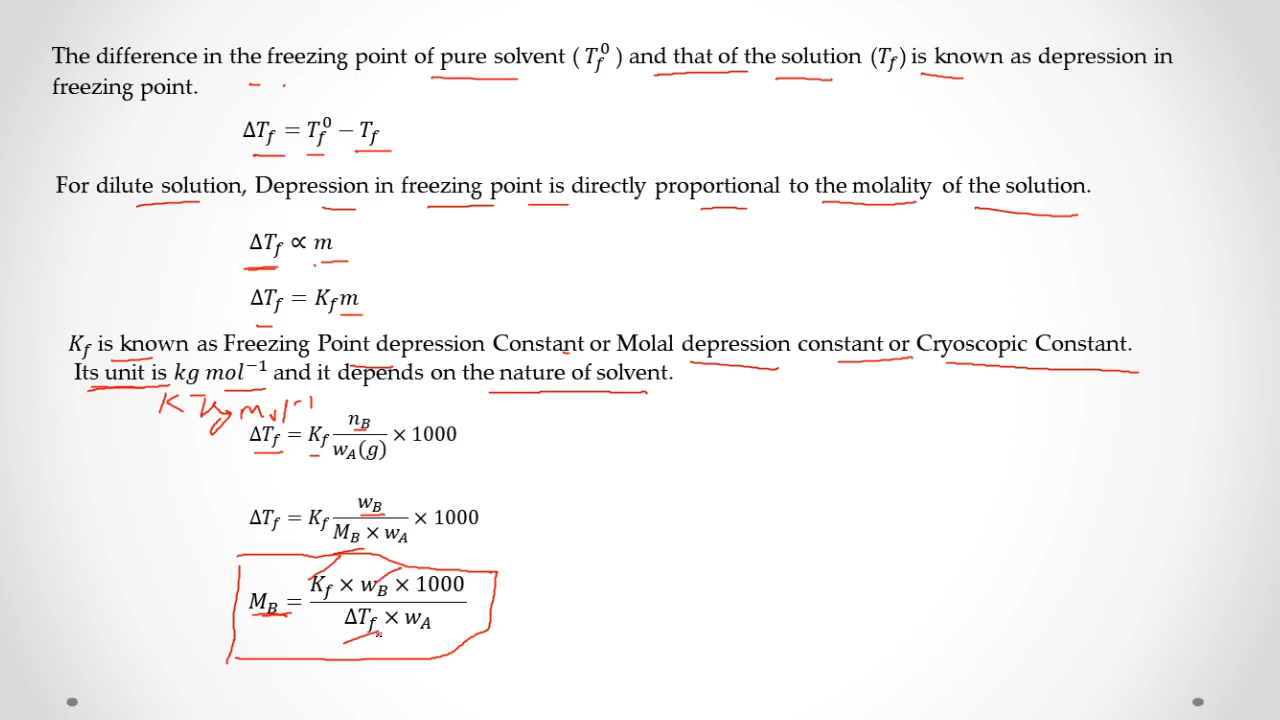 The difference in the freezing point of pure solvent ( T_f^0 ) and that of the solution (T_f) is known as depression in
freezing point.
ΔT_f = T_f^0 − T_f
For dilute solution, Depression in freezing point is directly proportional to the molality of the solution.
ΔT_f ∝ m
ΔT_f = K_f m
K_f is known as Freezing Point depression Constant or Molal depression constant or Cryoscopic Constant.
Its unit is kg mol^−1 and it depends on the nature of solvent.
K kg mol^-1
ΔT_f = K_f n_B / w_A(g) × 1000
ΔT_f = K_f w_B / M_B × w_A × 1000
M_B = K_f × w_B × 1000 / ΔT_f × w_A